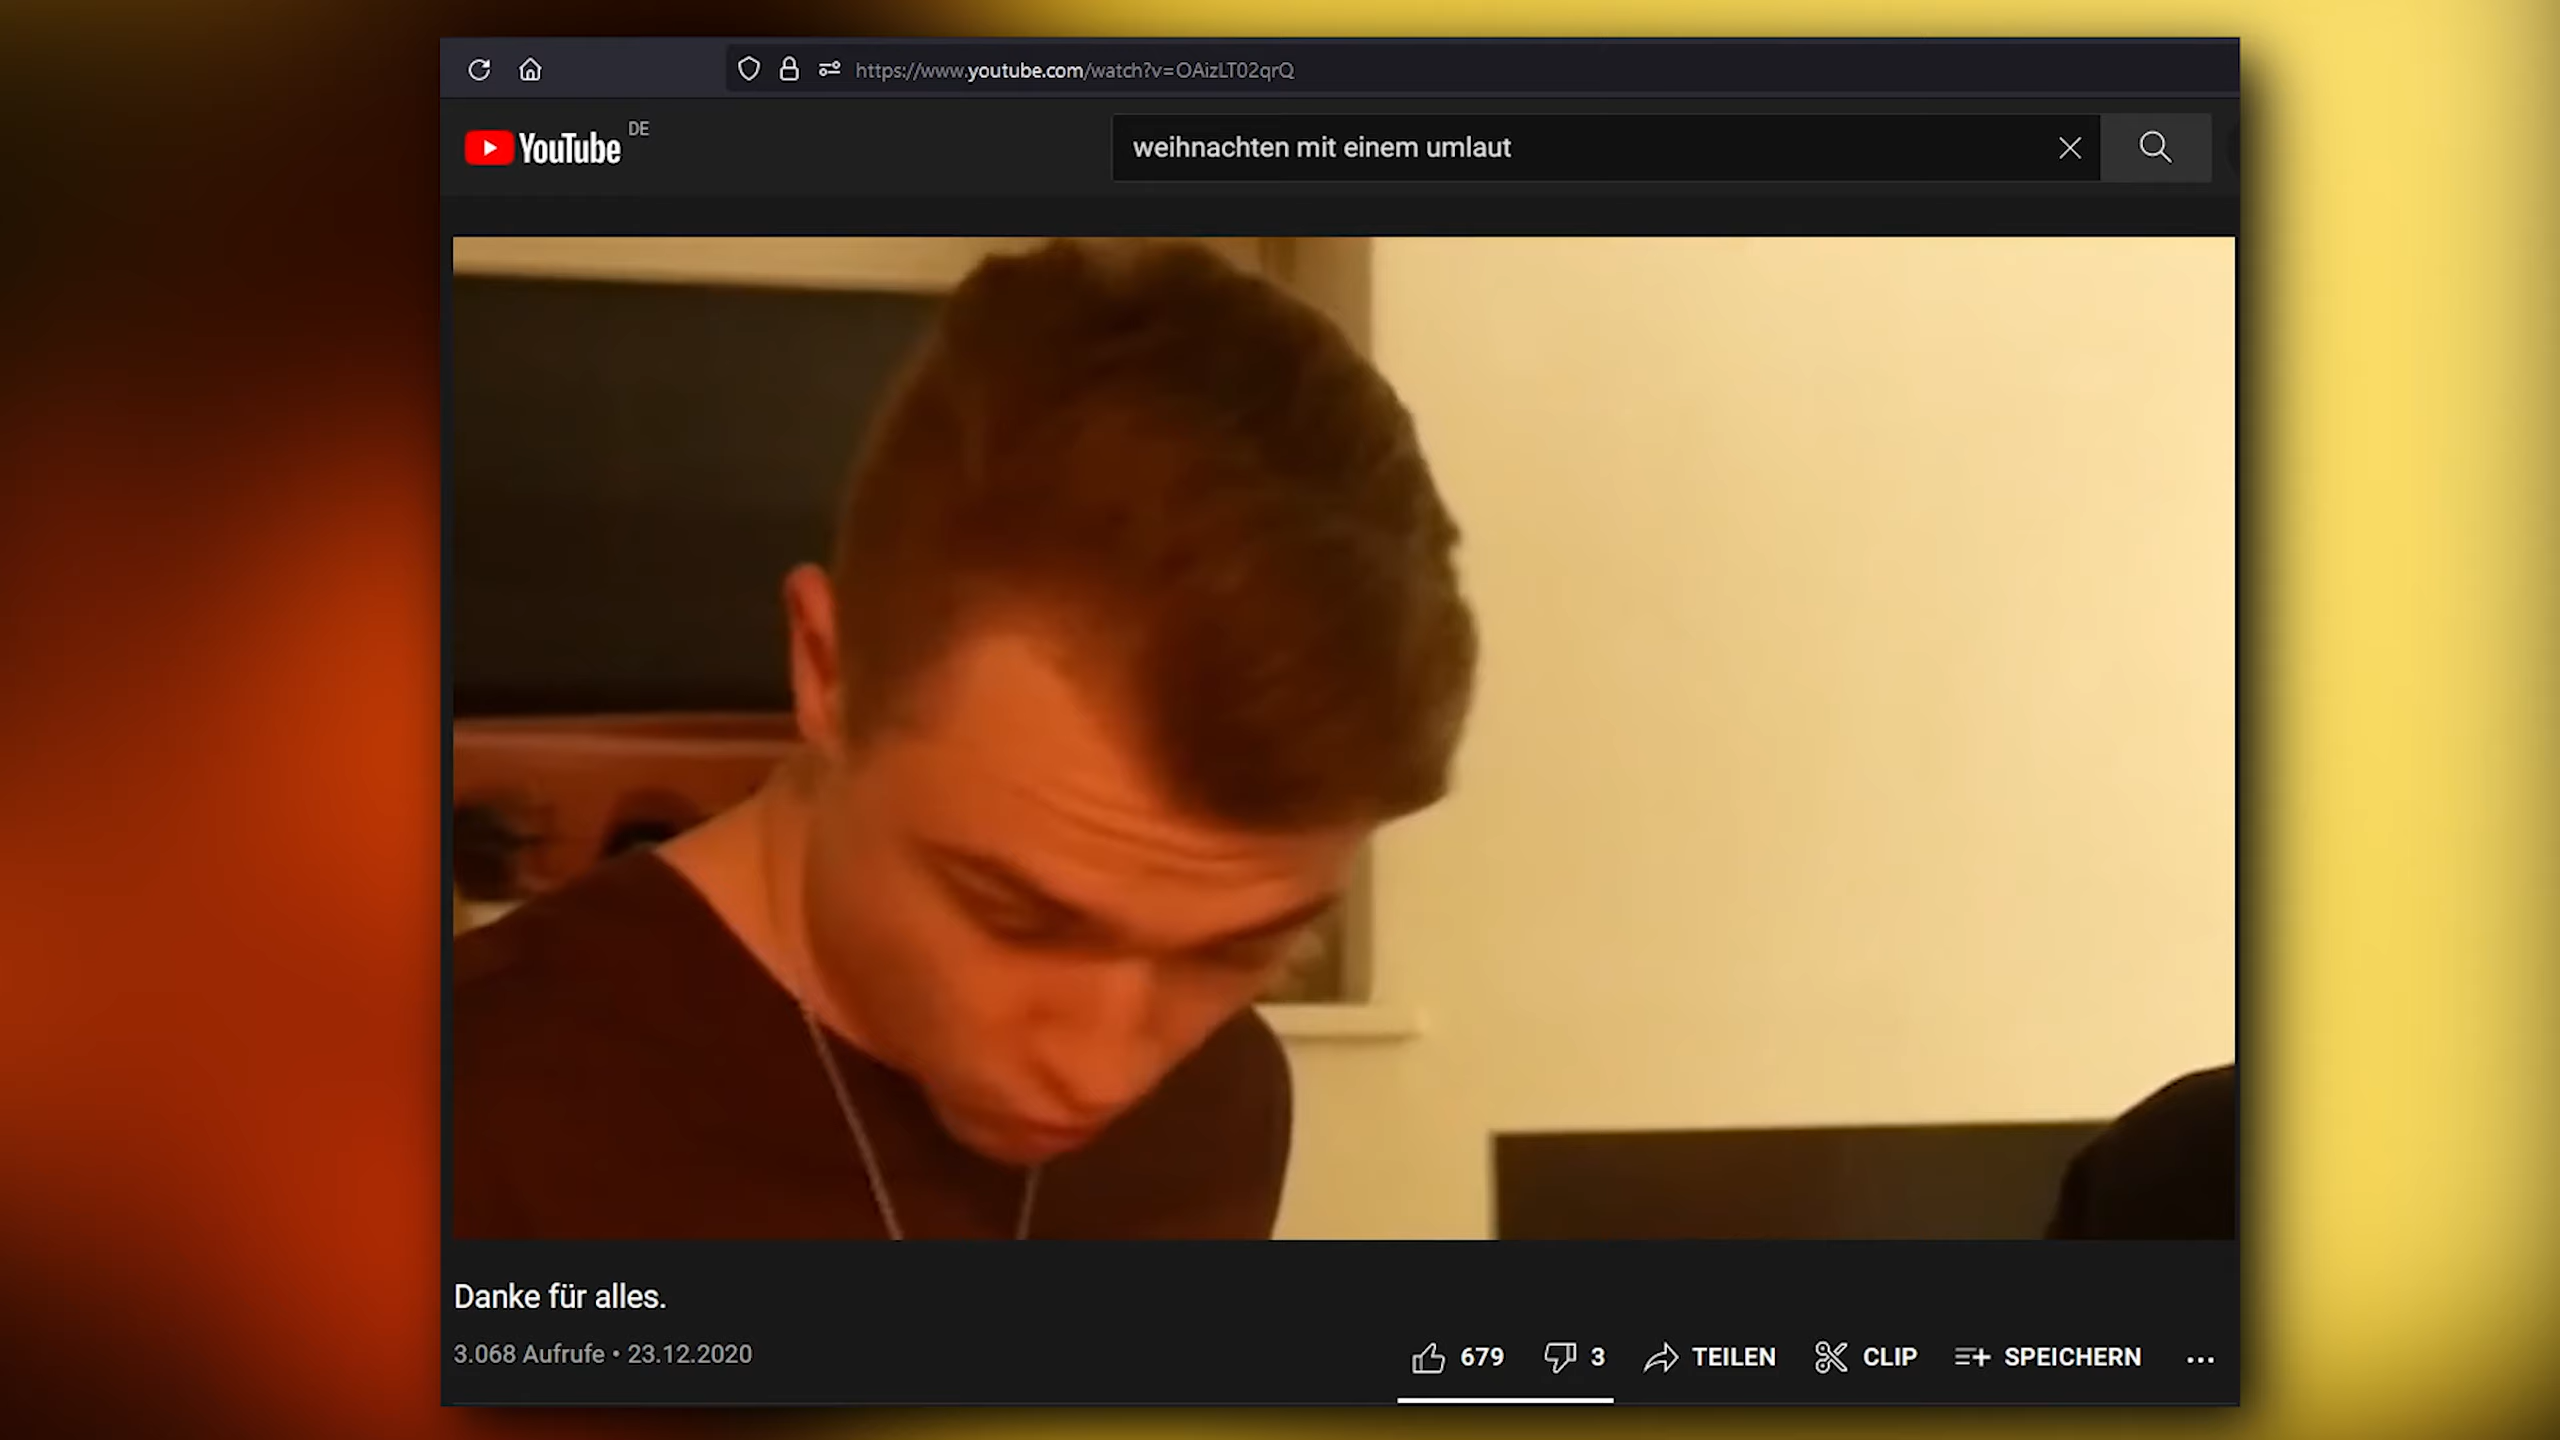 https://www.youtube.com/watch?v=OAizLT02qrQ
YouTube DE
weihnachten mit einem umlaut
Danke für alles.
3.068 Aufrufe • 23.12.2020
679 3 TEILEN CLIP SPEICHERN ...